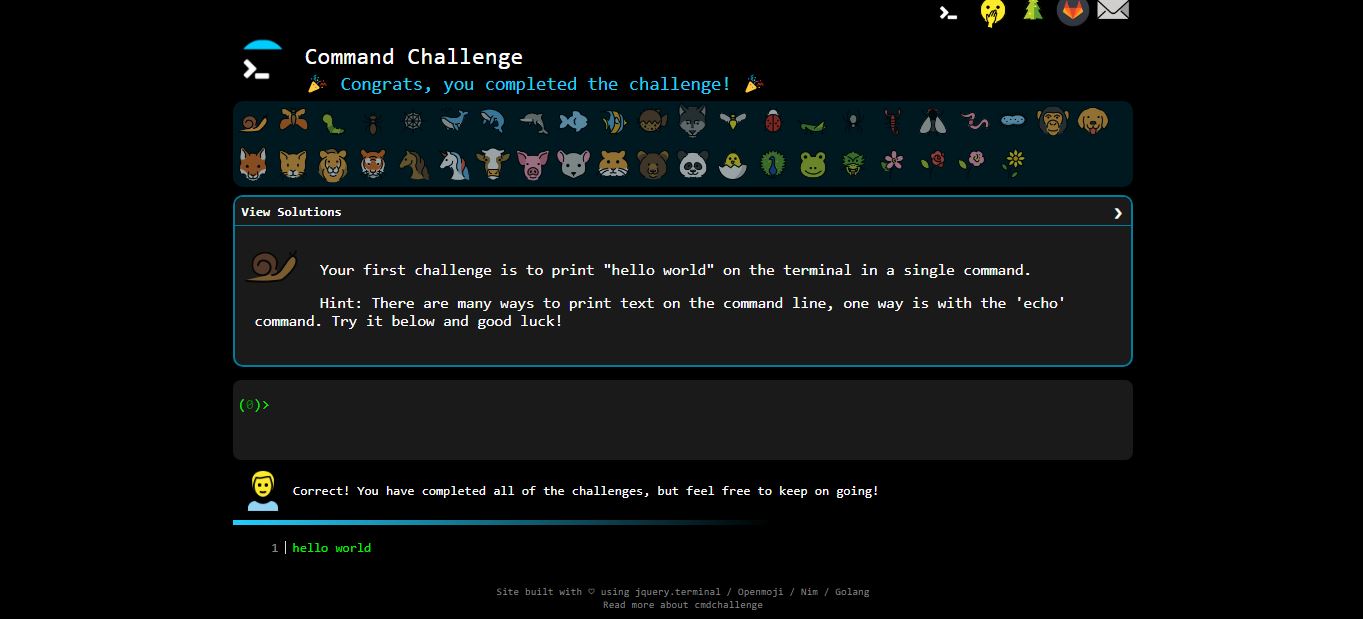 Command Challenge
🎉 Congrats, you completed the challenge! 🎉
View Solutions ❯
Your first challenge is to print "hello world" on the terminal in a single command.
Hint: There are many ways to print text on the command line, one way is with the 'echo'
command. Try it below and good luck!
(0)>
Correct! You have completed all of the challenges, but feel free to keep on going!
1 hello world
Site built with ♡ using jquery.terminal / Openmoji / Nim / Golang
Read more about cmdchallenge